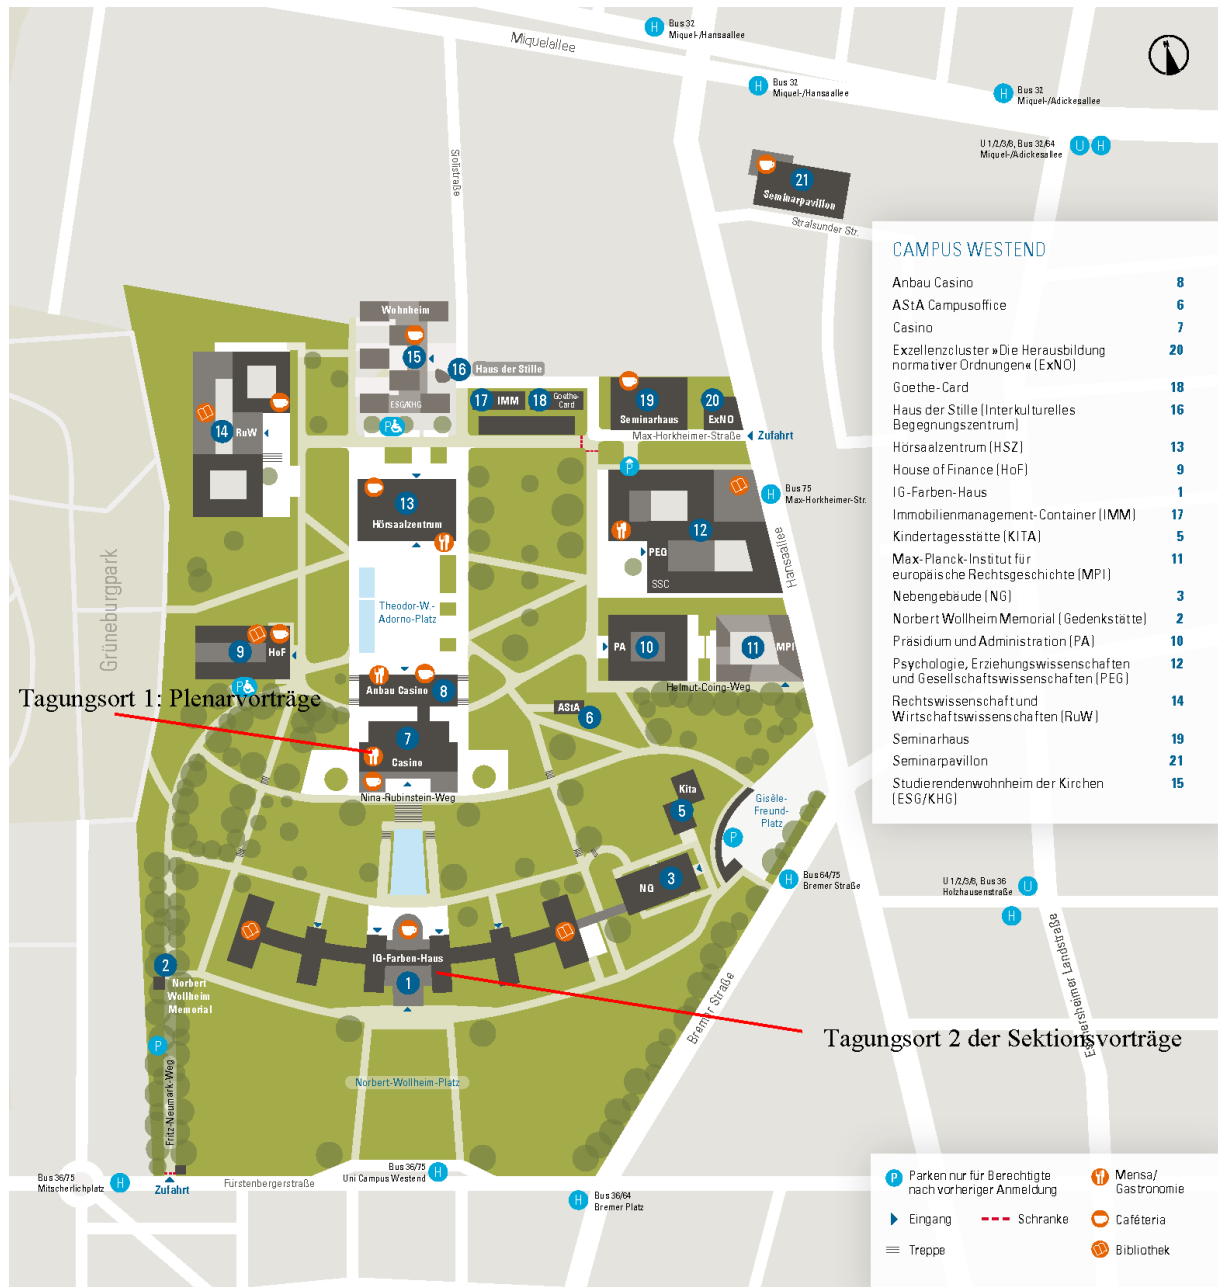 Bus 32
Miquel-/Hansaallee
Miquelallee
Bus 32
Miquel-/Hansaallee
Bus 32
Miquel-/Adickesallee
U 1/2/3/8, Bus 32/64
Miquel-/Adickesallee
Siolistraße
21
Seminarpavillon
Stralsunder Str.
CAMPUS WESTEND
Anbau Casino 8
AStA Campusoffice 6
Casino 7
Exzellenzcluster »Die Herausbildung 20
normativer Ordnungen« (ExNO)
Goethe-Card 18
Haus der Stille (Interkulturelles 16
Begegnungszentrum)
Hörsaalzentrum (HSZ) 13
House of Finance (HoF) 9
IG-Farben-Haus 1
Immobilienmanagement-Container (IMM) 17
Kindertagesstätte (KITA) 5
Max-Planck-Institut für 11
europäische Rechtsgeschichte (MPI)
Nebengebäude (NG) 3
Norbert Wollheim Memorial (Gedenkstätte) 2
Präsidium und Administration (PA) 10
Psychologie, Erziehungswissenschaften 12
und Gesellschaftswissenschaften (PEG)
Rechtswissenschaft und 14
Wirtschaftswissenschaften (RuW)
Seminarhaus 19
Seminarpavillon 21
Studierendenwohnheim der Kirchen 15
(ESG/KHG)
Wohnheim
15
16 Haus der Stille
ESG/KHG
17 IMM 18 Goethe-
Card
19
Seminarhaus
20
ExNO
14 RuW
Max-Horkheimer-Straße
Zufahrt
Bus 75
Max-Horkheimer-Str.
13
Hörsaalzentrum
12
PEG
SSC
Hansaallee
Grüneburgpark
Theodor-W.-
Adorno-Platz
9 HoF
PA 10
11 MPI
Helmut-Coing-Weg
Anbau Casino 8
Tagungsort 1: Plenarvorträge
AStA
6
7
Casino
Nina-Rubinstein-Weg
Kita
5
Gisèle-
Freund-
Platz
NG 3
Bus 64/75
Bremer Straße
U 1/2/3/8, Bus 36
Holzhausenstraße
IG-Farben-Haus
1
2
Norbert
Wollheim
Memorial
Bremer Straße
Eschersheimer Landstraße
Tagungsort 2 der Sektionsvorträge
Norbert-Wollheim-Platz
Fritz-Neumark-Weg
Bus 36/75
Mitscherlichplatz
Zufahrt
Fürstenbergerstraße
Bus 36/75
Uni Campus Westend
Bus 36/64
Bremer Platz
P Parken nur für Berechtigte
nach vorheriger Anmeldung
Eingang
Schranke
Treppe
Mensa/
Gastronomie
Caféteria
Bibliothek